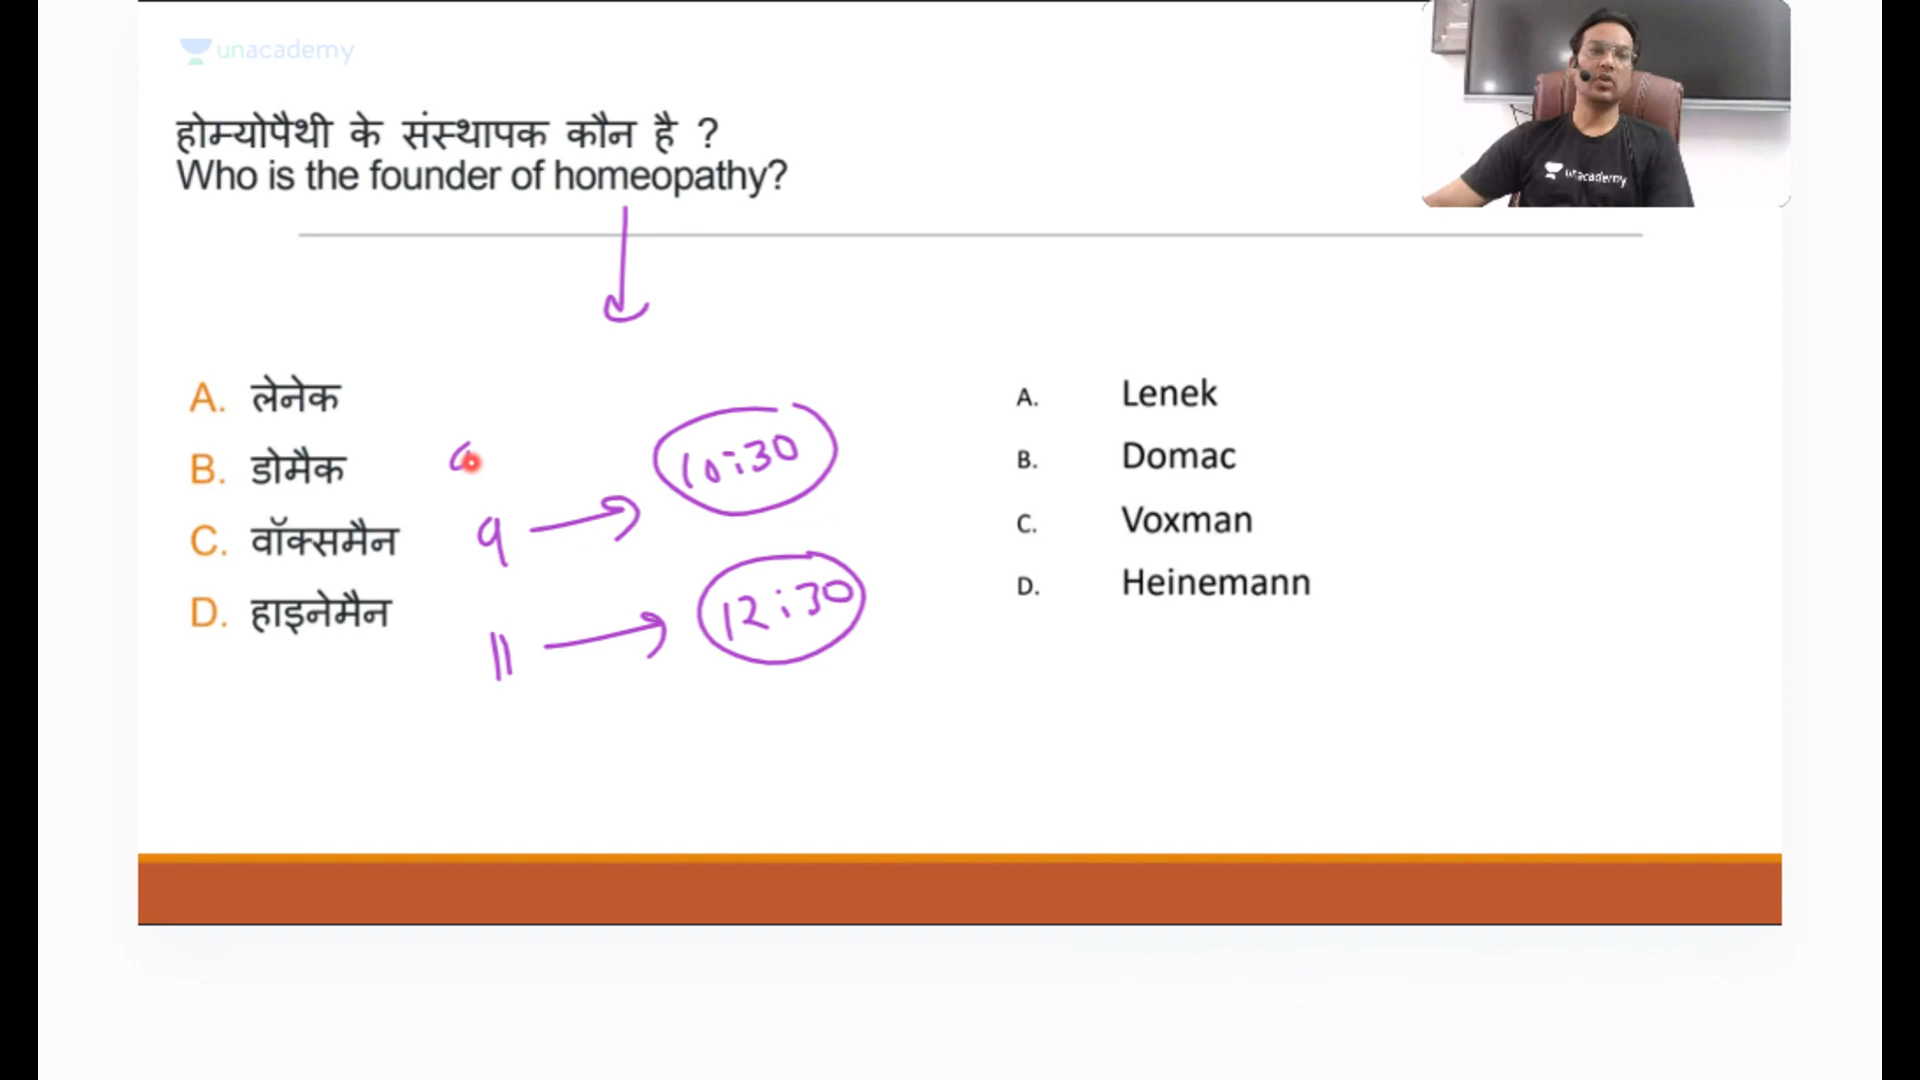 unacademy
होम्योपैथी के संस्थापक कौन है ?
Who is the founder of homeopathy?
A. लेनेक
B. डोमैक
C. वॉक्समैन
D. हाइनेमैन
10:30
9
11
12:30
A. Lenek
B. Domac
C. Voxman
D. Heinemann
unacademy